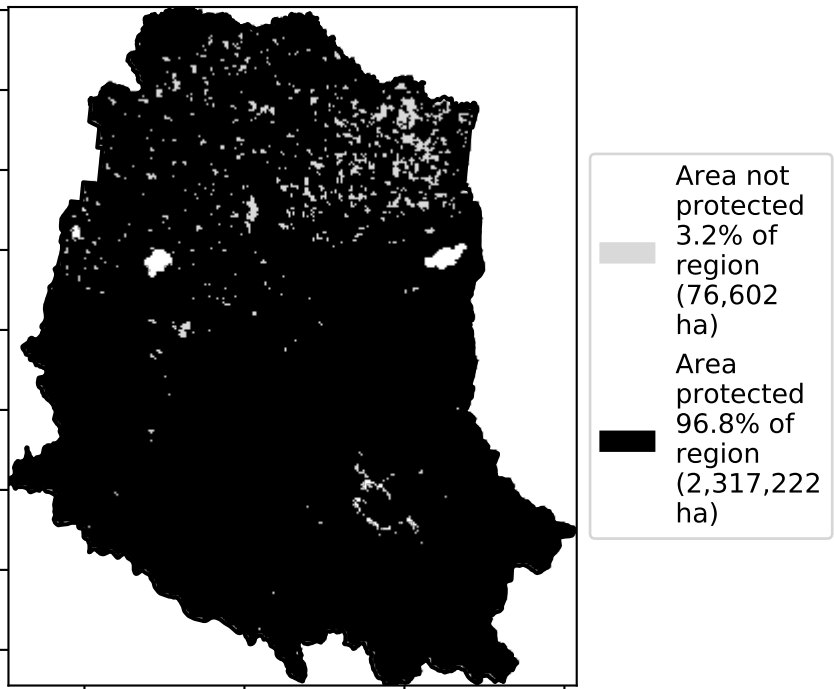 Area not
protected
3.2% of
region
(76,602
ha)
Area
protected
96.8% of
region
(2,317,222
ha)